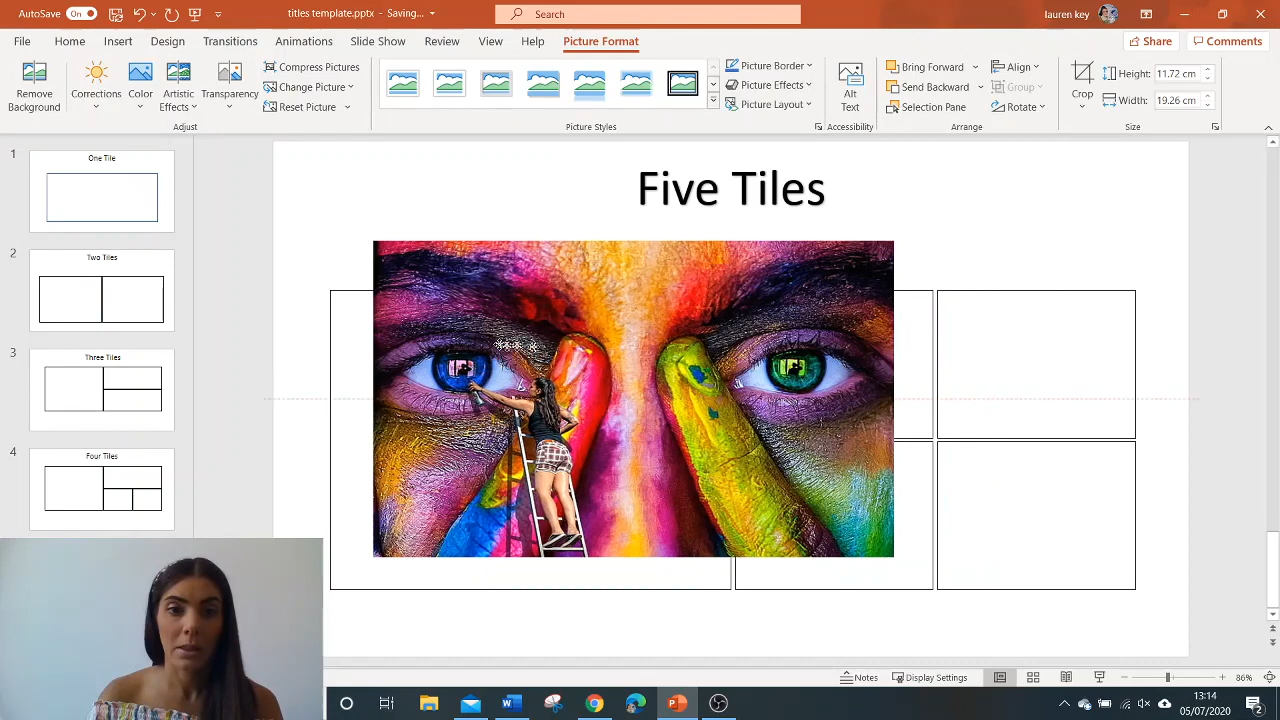 AutoSave On titles template.pptx - Saving... Search lauren key
File Home Insert Design Transitions Animations Slide Show Review View Help Picture Format Share Comments
Remove Background
Corrections
Color
Artistic Effects
Transparency
Compress Pictures
Change Picture
Reset Picture
Adjust
Picture Styles
Picture Border
Picture Effects
Picture Layout
Alt Text
Accessibility
Bring Forward
Send Backward
Selection Pane
Align
Group
Rotate
Arrange
Crop
Height: 11.72 cm
Width: 19.26 cm
Size
1
One Tile
2
Two Tiles
3
Three Tiles
4
Four Tiles
Five Tiles
Notes Display Settings 86%
13:14
05/07/2020
2